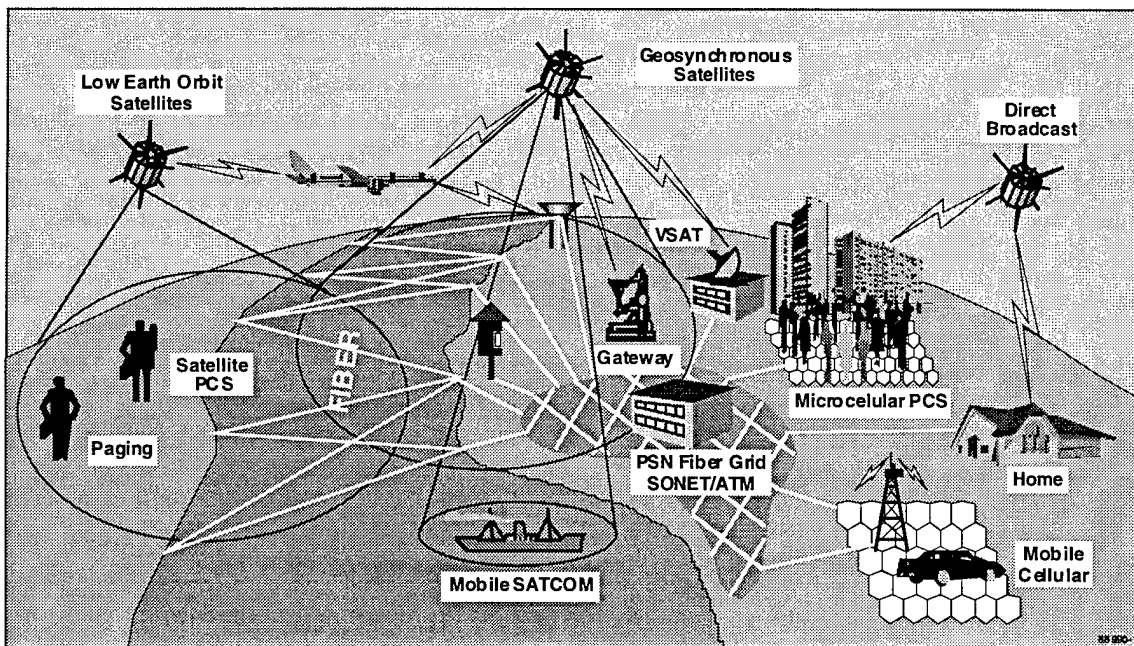 Geosynchronous
Satellites
Low Earth Orbit
Satellites
Direct
Broadcast
VSAT
FIBER
Gateway
Satellite
PCS
Microcelular PCS
Paging
PSN Fiber Grid
SONET/ATM
Home
Mobile SATCOM
Mobile
Cellular